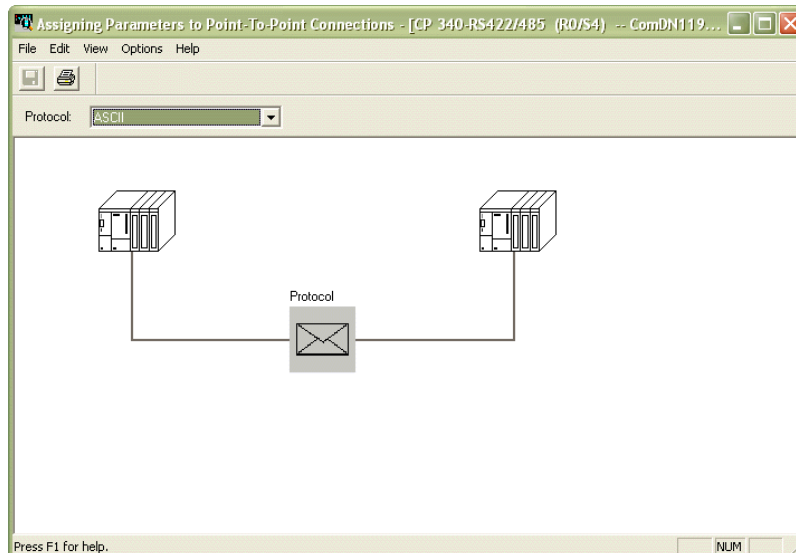 Assigning Parameters to Point-To-Point Connections - [CP 340-RS422/485 (R0/S4) -- ComDN119...
File Edit View Options Help
Protocol: ASCII
Protocol
Press F1 for help.
NUM